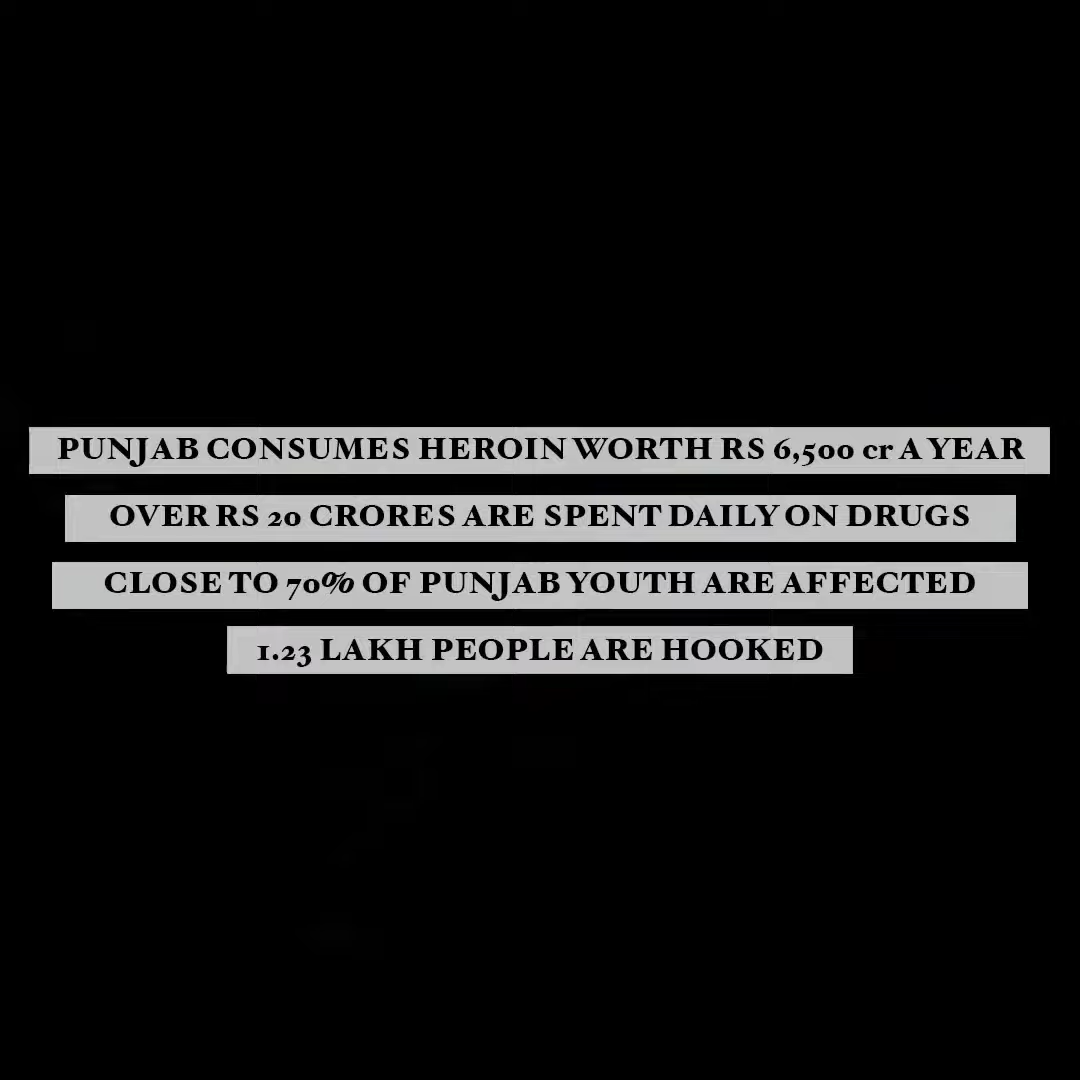 PUNJAB CONSUMES HEROIN WORTH RS 6,500 cr A YEAR
OVER RS 20 CRORES ARE SPENT DAILY ON DRUGS
CLOSE TO 70% OF PUNJAB YOUTH ARE AFFECTED
1.23 LAKH PEOPLE ARE HOOKED